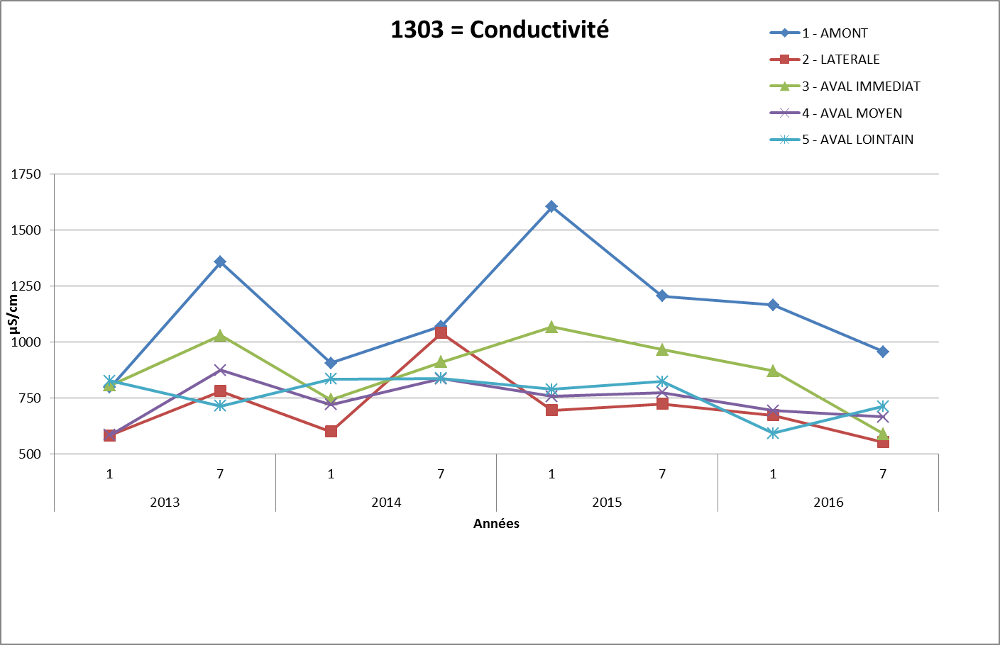 1303 = Conductivité
1 - AMONT
2 - LATERALE
3 - AVAL IMMEDIAT
4 - AVAL MOYEN
5 - AVAL LOINTAIN
1750
1500
1250
1000
750
500
µS/cm
1 7 1 7 1 7 1 7
2013 2014 2015 2016
Années